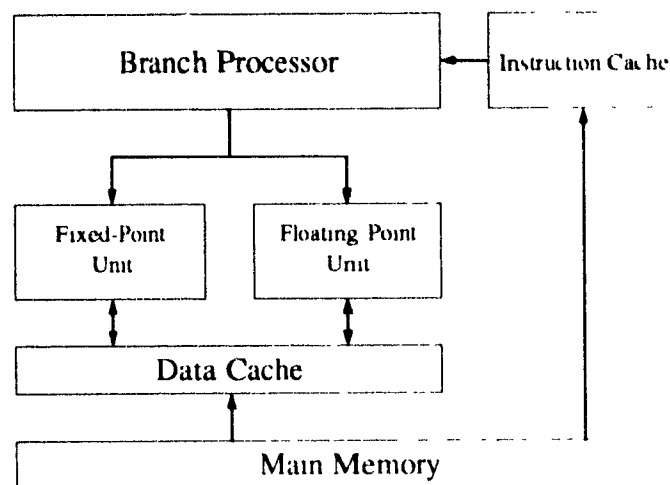 Branch Processor
Instruction Cache
Fixed-Point
Unit
Floating Point
Unit
Data Cache
Main Memory